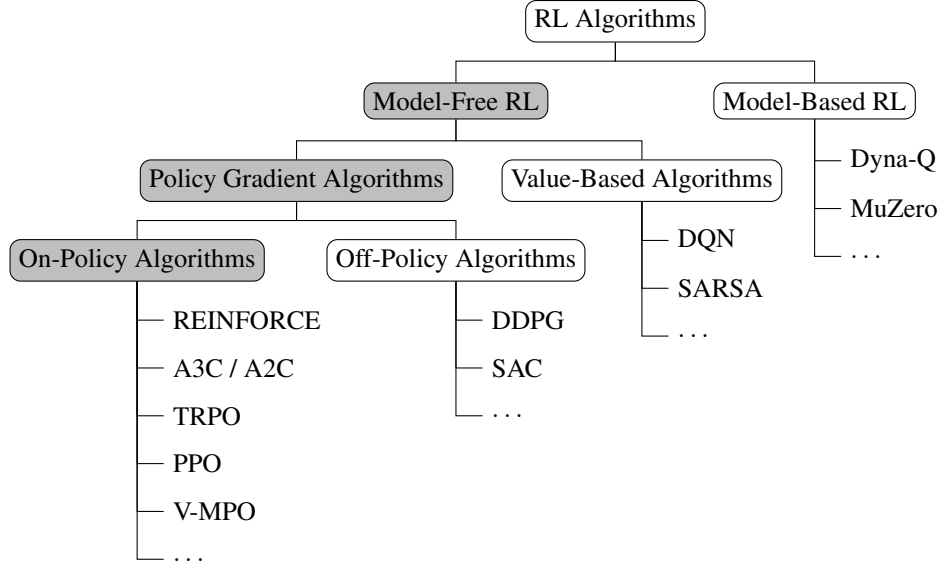 RL Algorithms
Model-Free RL
Model-Based RL
Policy Gradient Algorithms
Value-Based Algorithms
Dyna-Q
MuZero
. . .
On-Policy Algorithms
Off-Policy Algorithms
DQN
SARSA
. . .
REINFORCE
A3C / A2C
TRPO
PPO
V-MPO
. . .
DDPG
SAC
. . .